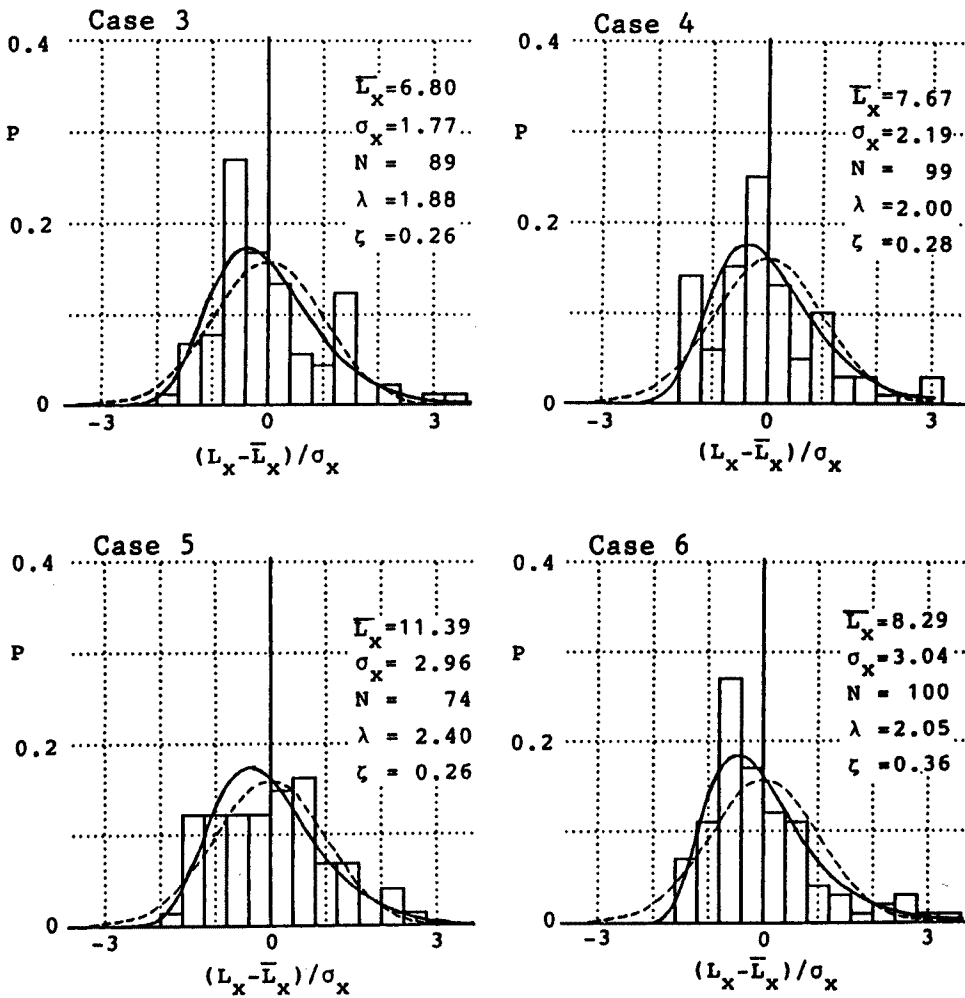 Case 3
0.4
P
0.2
0
L̅x=6.80
σx=1.77
N = 89
λ =1.88
ζ =0.26
-3
0
3
(Lx-L̅x)/σx
Case 4
0.4
P
0.2
0
L̅x=7.67
σx=2.19
N = 99
λ =2.00
ζ =0.28
-3
0
3
(Lx-L̅x)/σx
Case 5
0.4
P
0.2
0
L̅x=11.39
σx= 2.96
N = 74
λ = 2.40
ζ = 0.26
-3
0
3
(Lx-L̅x)/σx
Case 6
0.4
P
0.2
0
L̅x=8.29
σx=3.04
N = 100
λ =2.05
ζ =0.36
-3
0
3
(Lx-L̅x)/σx